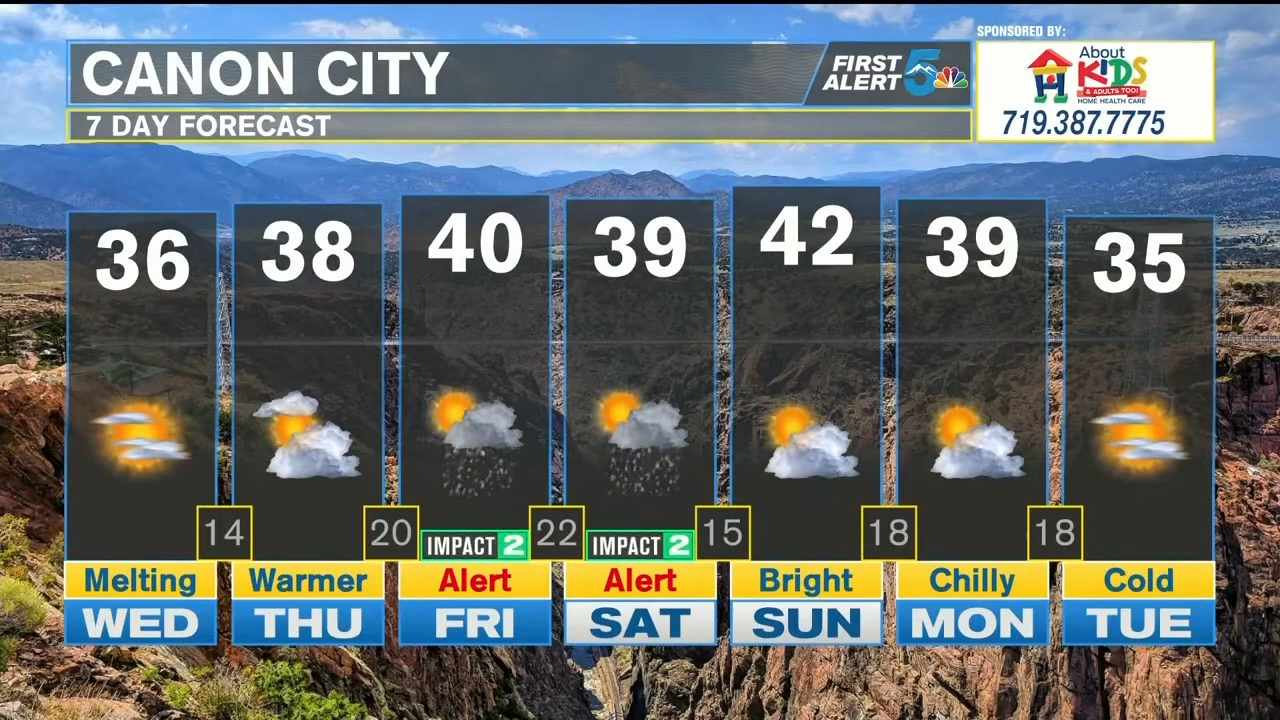 SPONSORED BY:
CANON CITY
FIRST ALERT 5
About
KIDS
& ADULTS TOO!
HOME HEALTH CARE
719.387.7775
7 DAY FORECAST
36 38 40 39 42 39 35
14 20 22 15 18 18
IMPACT 2 IMPACT 2
Melting Warmer Alert Alert Bright Chilly Cold
WED THU FRI SAT SUN MON TUE